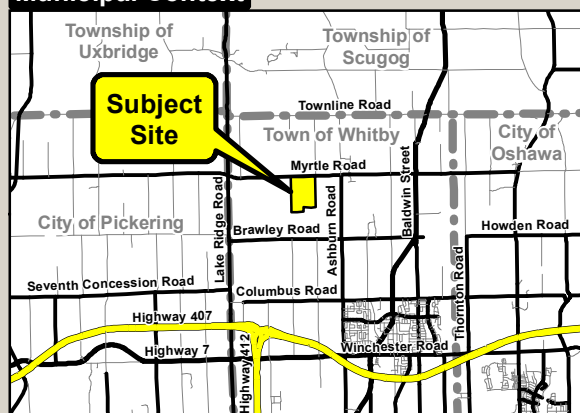 Municipal Context
Township of
Uxbridge
Township of
Scugog
Subject
Site
Townline Road
Town of Whitby
City of
Oshawa
Myrtle Road
City of Pickering
Lake Ridge Road
Ashburn Road
Baldwin Street
Brawley Road
Howden Road
Thornton Road
Seventh Concession Road
Columbus Road
Highway 407
Highway 7
Highway 412
Winchester Road